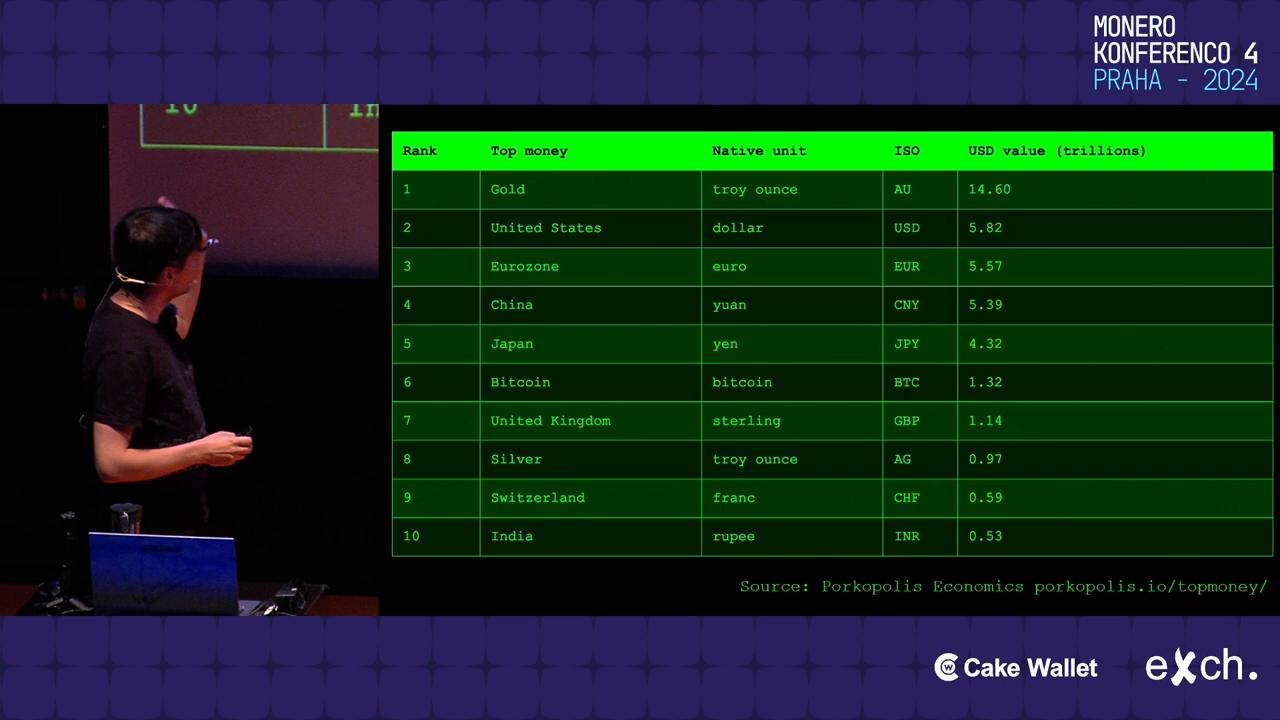 MONERO
KONFERENCO 4
PRAHA - 2024
10
Rank Top money Native unit ISO USD value (trillions)
1 Gold troy ounce AU 14.60
2 United States dollar USD 5.82
3 Eurozone euro EUR 5.57
4 China yuan CNY 5.39
5 Japan yen JPY 4.32
6 Bitcoin bitcoin BTC 1.32
7 United Kingdom sterling GBP 1.14
8 Silver troy ounce AG 0.97
9 Switzerland franc CHF 0.59
10 India rupee INR 0.53
Source: Porkopolis Economics porkopolis.io/topmoney/
Cake Wallet
exch.